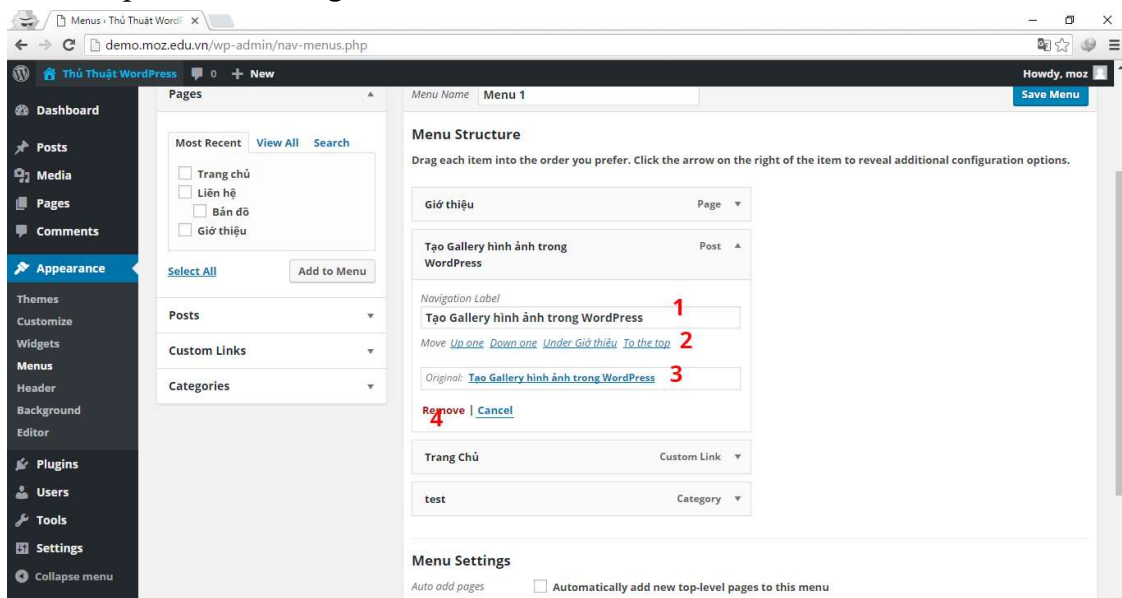 Menus ‹ Thủ Thuật WordP
demo.moz.edu.vn/wp-admin/nav-menus.php
Thủ Thuật WordPress 0 + New Howdy, moz
Dashboard
Posts
Media
Pages
Comments
Appearance
Themes
Customize
Widgets
Menus
Header
Background
Editor
Plugins
Users
Tools
Settings
Collapse menu
Pages
Most Recent View All Search
Trang chủ
Liên hệ
Bản đồ
Giớ thiệu
Select All Add to Menu
Posts
Custom Links
Categories
Menu Name Menu 1 Save Menu
Menu Structure
Drag each item into the order you prefer. Click the arrow on the right of the item to reveal additional configuration options.
Giớ thiệu Page
Tạo Gallery hình ảnh trong Post
WordPress
Navigation Label 1
Tạo Gallery hình ảnh trong WordPress
Move Up one Down one Under Giớ thiệu To the top 2
Original: Tạo Gallery hình ảnh trong WordPress 3
Remove | Cancel
4
Trang Chủ Custom Link
test Category
Menu Settings
Auto add pages Automatically add new top-level pages to this menu